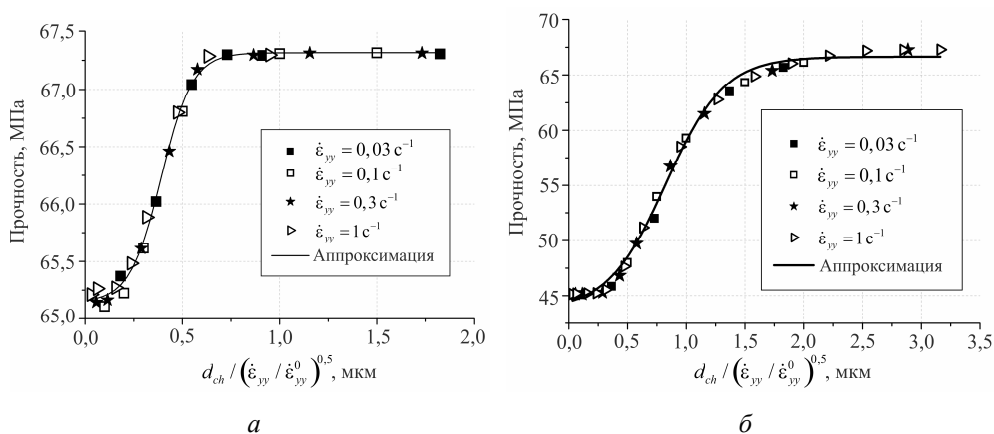 67,5
67,0
66,5
66,0
65,5
65,0
Прочность, МПа
ε̇yy = 0,03 c⁻¹
ε̇yy = 0,1 c⁻¹
ε̇yy = 0,3 c⁻¹
ε̇yy = 1 c⁻¹
Аппроксимация
0,0 0,5 1,0 1,5 2,0
d_ch / (ε̇yy / ε̇⁰yy)^0,5, мкм
а
70
65
60
55
50
45
Прочность, МПа
ε̇yy = 0,03 c⁻¹
ε̇yy = 0,1 c⁻¹
ε̇yy = 0,3 c⁻¹
ε̇yy = 1 c⁻¹
Аппроксимация
0,0 0,5 1,0 1,5 2,0 2,5 3,0 3,5
d_ch / (ε̇yy / ε̇⁰yy)^0,5, мкм
б